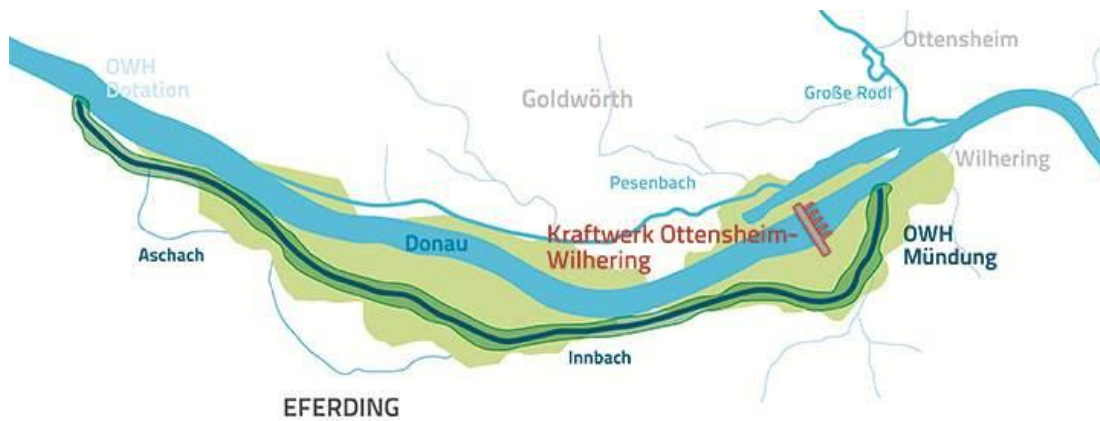 OWH
Dotation
Ottensheim
Große Rodl
Goldwörth
Wilhering
Pesenbach
Aschach
Donau
Kraftwerk Ottensheim-
Wilhering
OWH
Mündung
Innbach
EFERDING